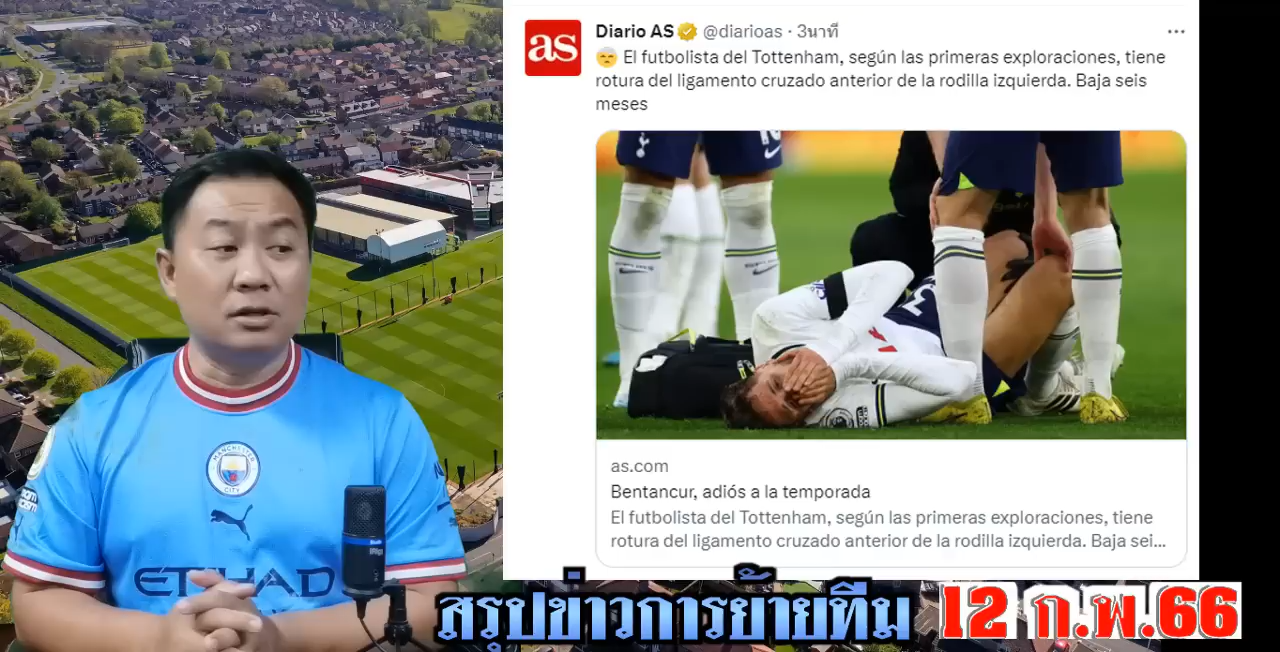 Diario AS @diarioas · 3นาที
as
El futbolista del Tottenham, según las primeras exploraciones, tiene
rotura del ligamento cruzado anterior de la rodilla izquierda. Baja seis
meses
as.com
Bentancur, adiós a la temporada
El futbolista del Tottenham, según las primeras exploraciones, tiene
rotura del ligamento cruzado anterior de la rodilla izquierda. Baja sei...
MANCHESTER
CITY
ETIHAD
สรุปข่าวการย้ายทีม 12 ก.พ.66